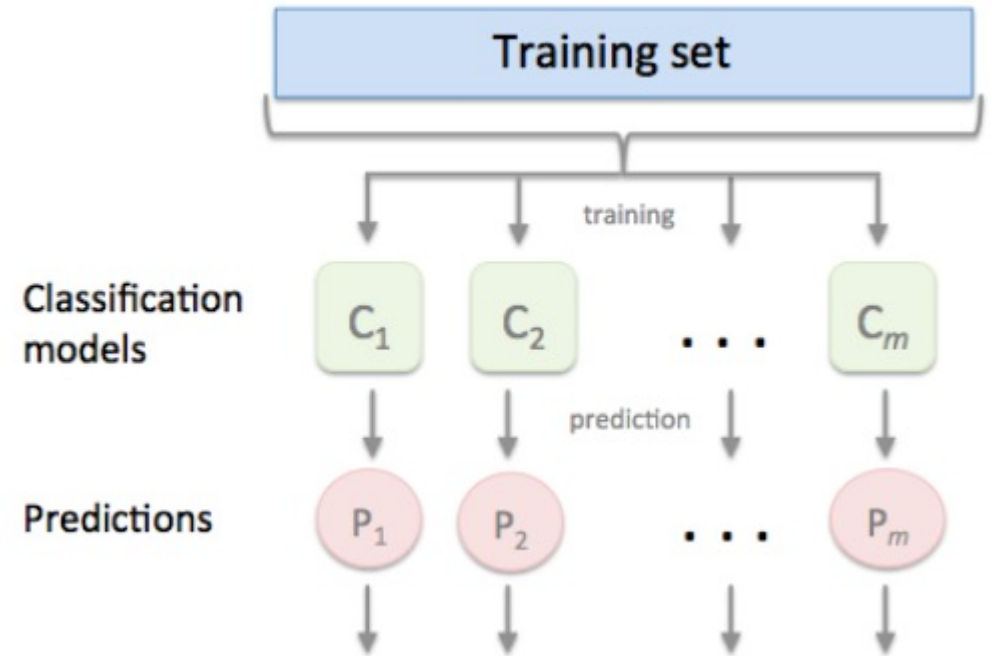 Training set
training
Classification
models
C₁
C₂
. . .
Cₘ
prediction
Predictions
P₁
P₂
. . .
Pₘ